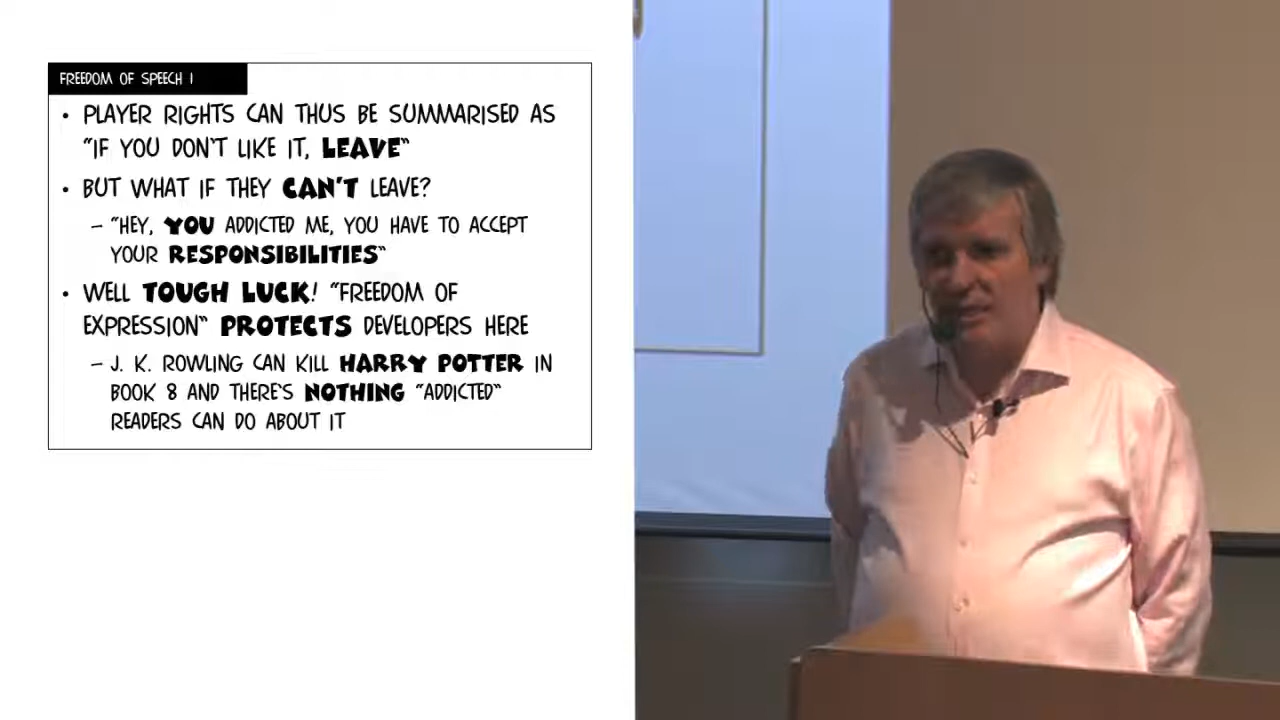 FREEDOM OF SPEECH I
• PLAYER RIGHTS CAN THUS BE SUMMARISED AS
"IF YOU DON'T LIKE IT, LEAVE"
• BUT WHAT IF THEY CAN'T LEAVE?
– "HEY, YOU ADDICTED ME, YOU HAVE TO ACCEPT
YOUR RESPONSIBILITIES"
• WELL TOUGH LUCK! "FREEDOM OF
EXPRESSION" PROTECTS DEVELOPERS HERE
– J. K. ROWLING CAN KILL HARRY POTTER IN
BOOK 8 AND THERE'S NOTHING "ADDICTED"
READERS CAN DO ABOUT IT